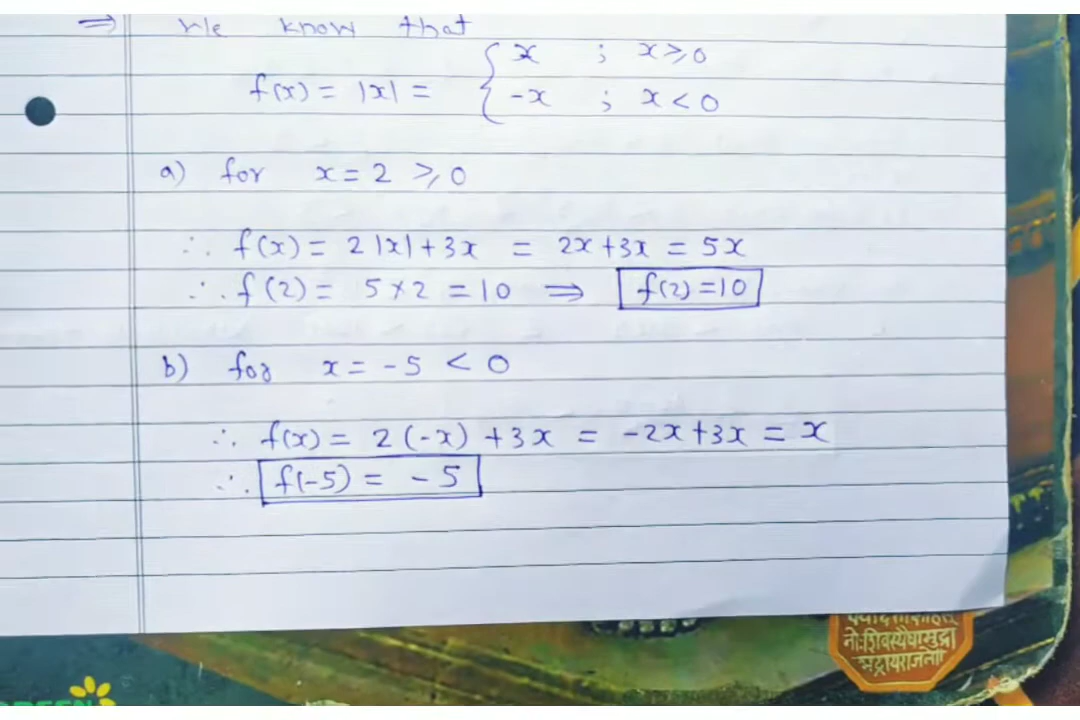 ⇒ We know that
f(x) = |x| = { x ; x ≥ 0
-x ; x < 0
a) for x = 2 ≥ 0
∴ f(x) = 2|x| + 3x = 2x + 3x = 5x
∴ f(2) = 5 × 2 = 10 ⇒ f(2) = 10
b) for x = -5 < 0
∴ f(x) = 2(-x) + 3x = -2x + 3x = x
∴ f(-5) = -5